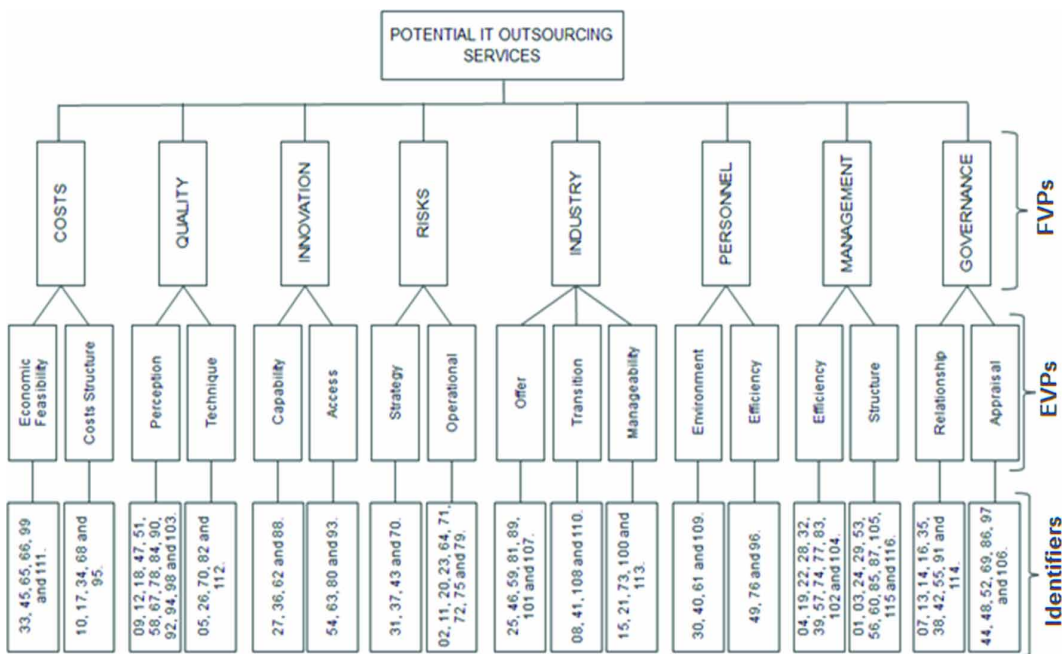 POTENTIAL IT OUTSOURCING
SERVICES
COSTS
QUALITY
INNOVATION
RISKS
INDUSTRY
PERSONNEL
MANAGEMENT
GOVERNANCE
FVPs
Economic
Feasibility
Costs Structure
Perception
Technique
Capability
Access
Strategy
Operational
Offer
Transition
Manageability
Environment
Efficiency
Efficiency
Structure
Relationship
Appraisal
EVPs
33, 45, 65, 66, 99
and 111.
10, 17, 34, 68 and
95.
09, 12, 18, 47, 51,
58, 67, 78, 84, 90,
92, 94, 98 and 103.
05, 26, 70, 82 and
112.
27, 36, 62 and 88.
54, 63, 80 and 93.
31, 37, 43 and 70.
02, 11, 20, 23, 64, 71,
72, 75 and 79.
25, 46, 59, 81, 89,
101 and 107.
08, 41, 108 and 110.
15, 21, 73, 100 and
113.
30, 40, 61 and 109.
49, 76 and 96.
04, 19, 22, 28, 32,
39, 57, 74, 77, 83,
102 and 104.
01, 03, 24, 29, 53,
56, 60, 85, 87, 105,
115 and 116.
07, 13, 14, 16, 35,
38, 42, 55, 91 and
114.
44, 48, 52, 69, 86, 97
and 106.
Identifiers